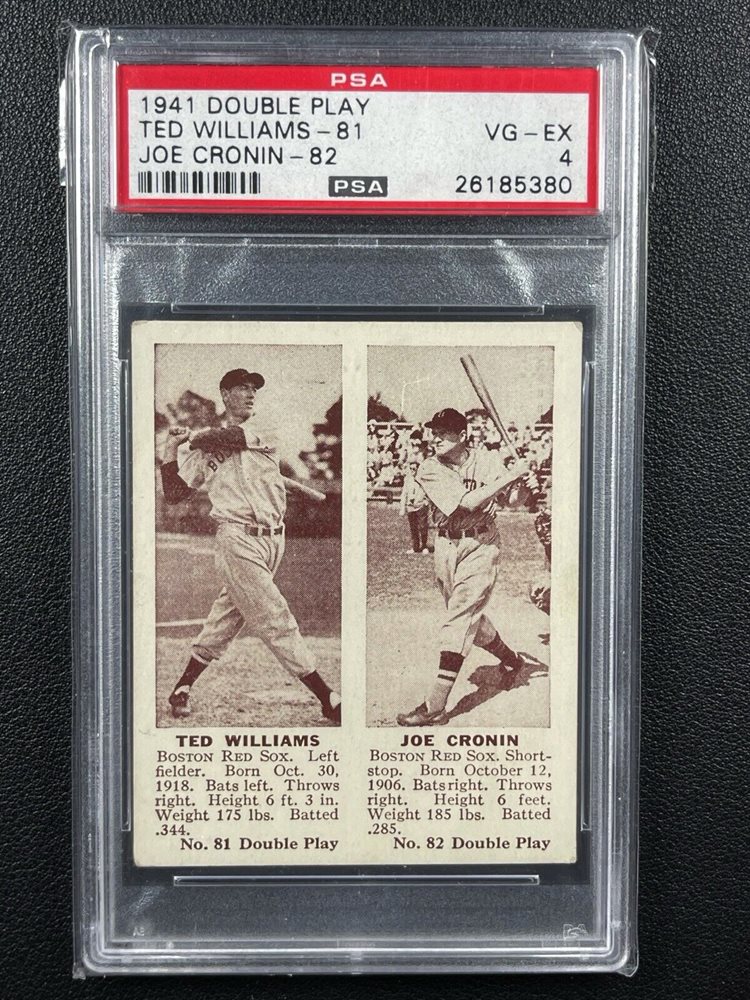 PSA
1941 DOUBLE PLAY
TED WILLIAMS-81 VG-EX
JOE CRONIN-82 4
PSA 26185380
TED WILLIAMS
BOSTON RED SOX. Left
fielder. Born Oct. 30,
1918. Bats left. Throws
right. Height 6 ft. 3 in.
Weight 175 lbs. Batted
.344.
No. 81 Double Play
JOE CRONIN
BOSTON RED SOX. Short-
stop. Born October 12,
1906. Bats right. Throws
right. Height 6 feet.
Weight 185 lbs. Batted
.285.
No. 82 Double Play